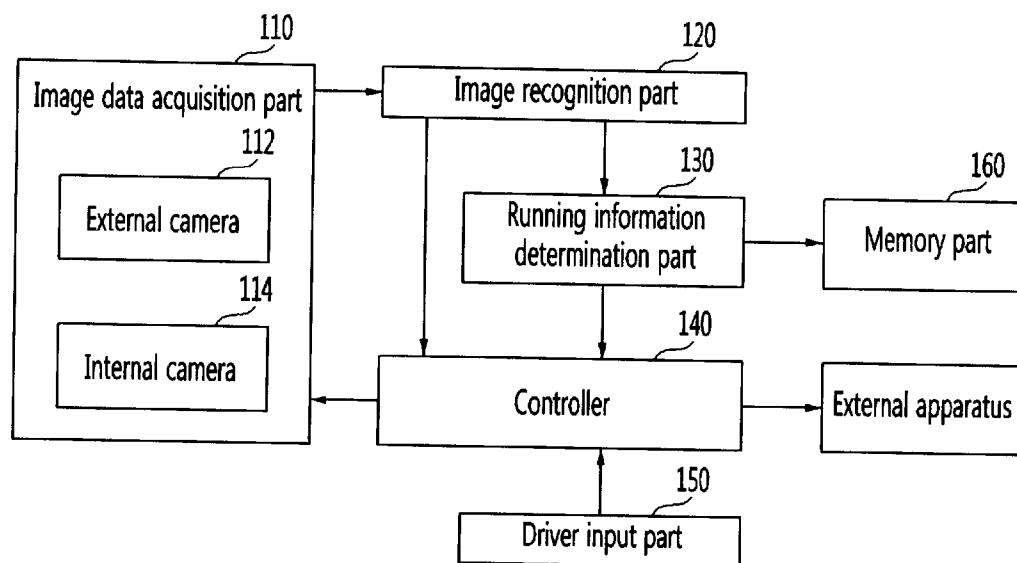 110
Image data acquisition part
112
External camera
114
Internal camera
120
Image recognition part
130
Running information
determination part
160
Memory part
140
Controller
External apparatus
150
Driver input part